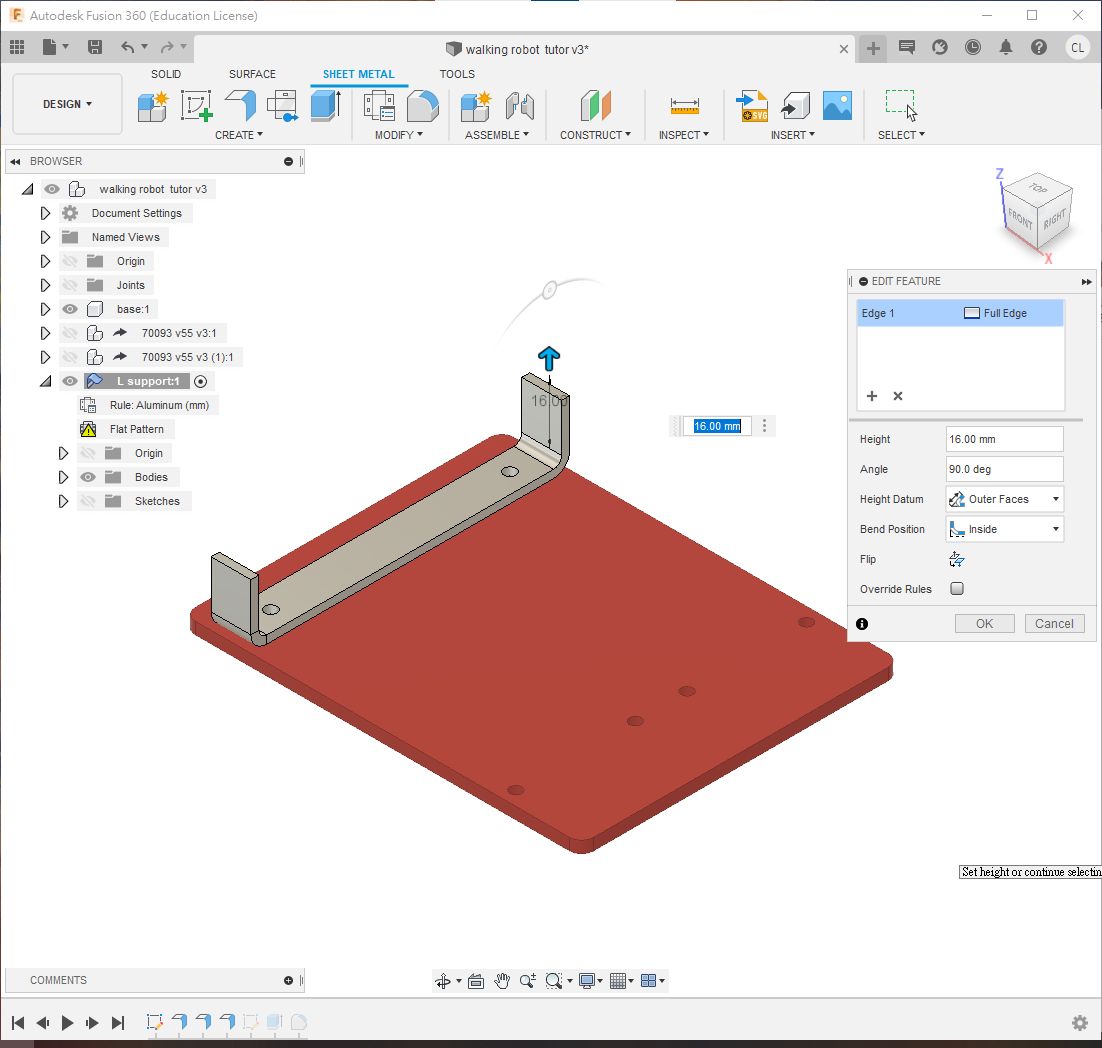 Autodesk Fusion 360 (Education License)
walking robot tutor v3*
CL
SOLID SURFACE SHEET METAL TOOLS
DESIGN
SVG
CREATE MODIFY ASSEMBLE CONSTRUCT INSPECT INSERT SELECT
BROWSER
walking robot tutor v3
Document Settings
Named Views
Origin
Joints
base:1
70093 v55 v3:1
70093 v55 v3 (1):1
L support:1
Rule: Aluminum (mm)
Flat Pattern
Origin
Bodies
Sketches
Z
TOP
FRONT
RIGHT
X
16.00
16.00 mm
EDIT FEATURE
Edge 1 Full Edge
Height 16.00 mm
Angle 90.0 deg
Height Datum Outer Faces
Bend Position Inside
Flip
Override Rules
OK Cancel
Set height or continue selectin
COMMENTS